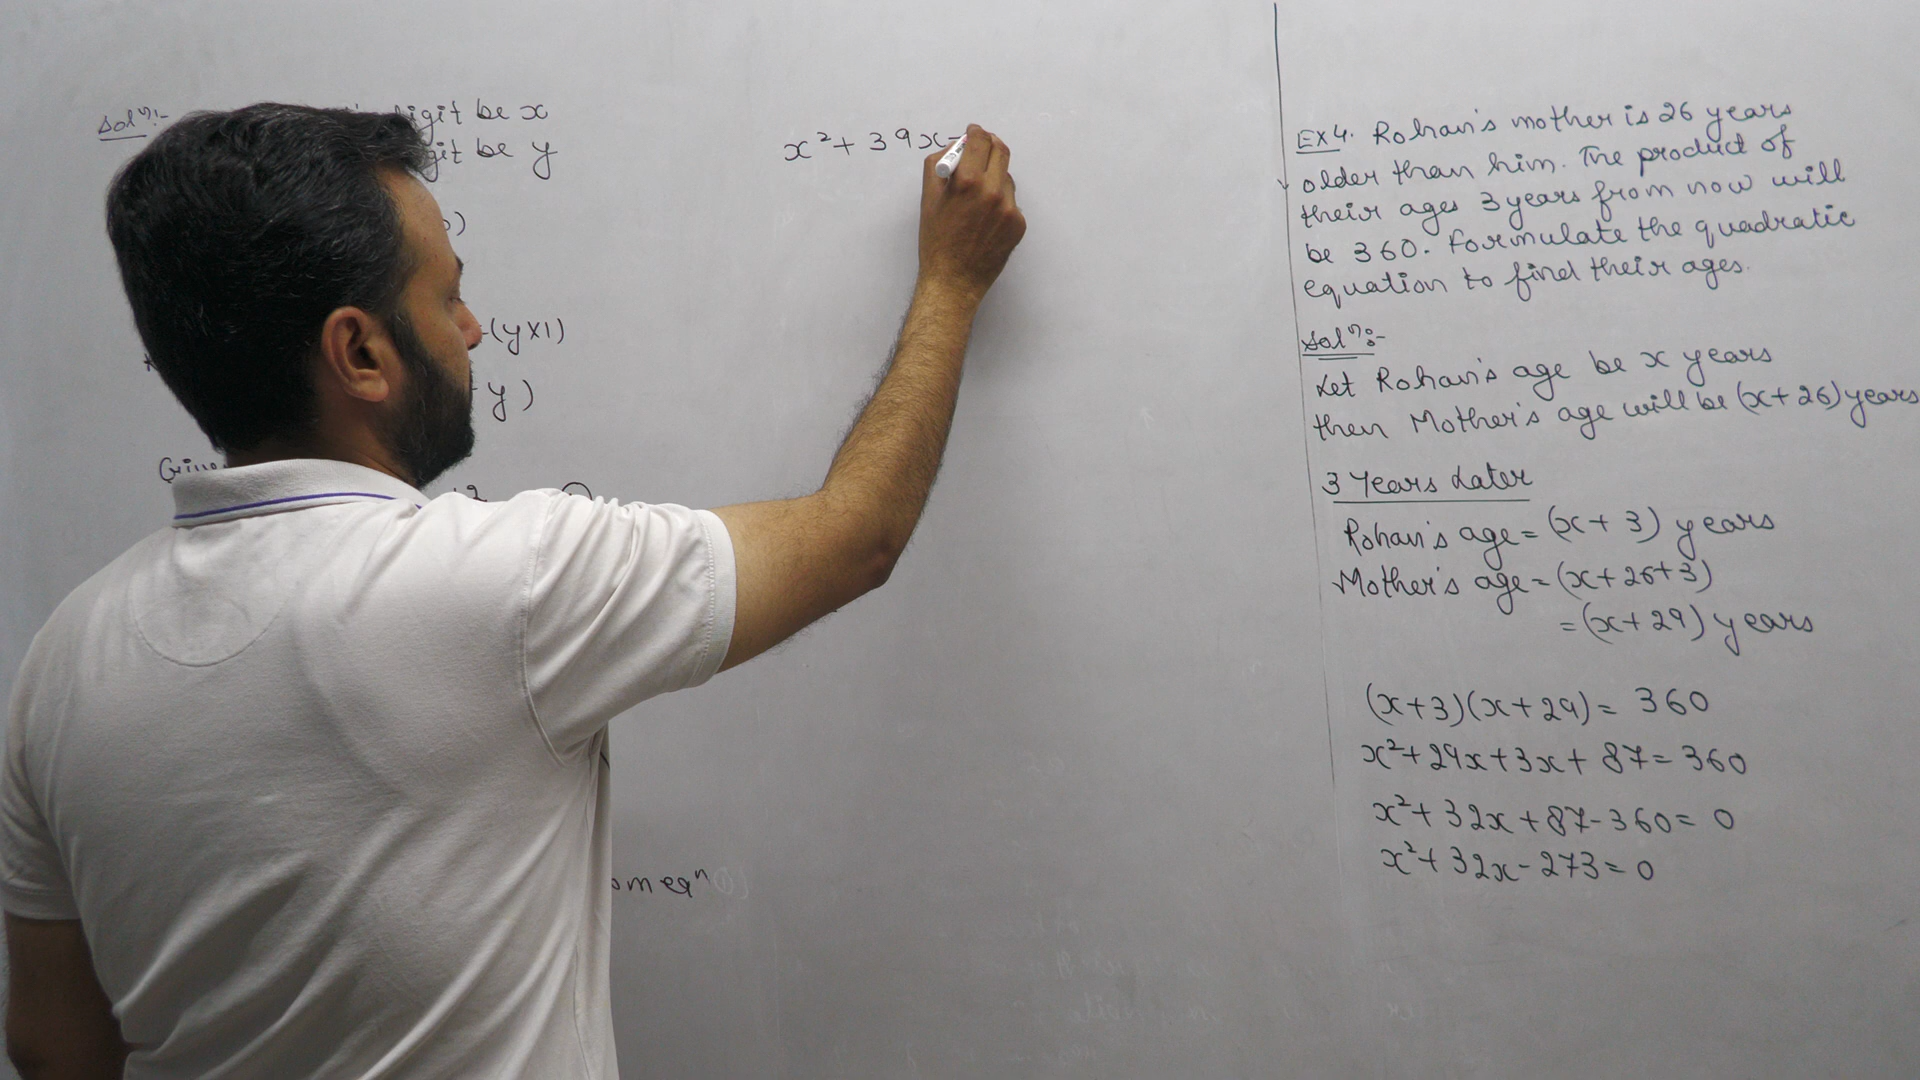 Solⁿ:-
digit be x
git be y
)
(y×1)
y)
Given
x² + 39x -
meqⁿ
EX4. Rohan's mother is 26 years
older than him. The product of
their ages 3 years from now will
be 360. Formulate the quadratic
equation to find their ages.
Solⁿ:-
Let Rohan's age be x years
then Mother's age will be (x+26) years
3 Years Later
Rohan's age = (x+3) years
Mother's age = (x+26+3)
= (x+29) years
(x+3)(x+29) = 360
x²+29x+3x+87=360
x²+32x+87-360=0
x²+32x-273=0